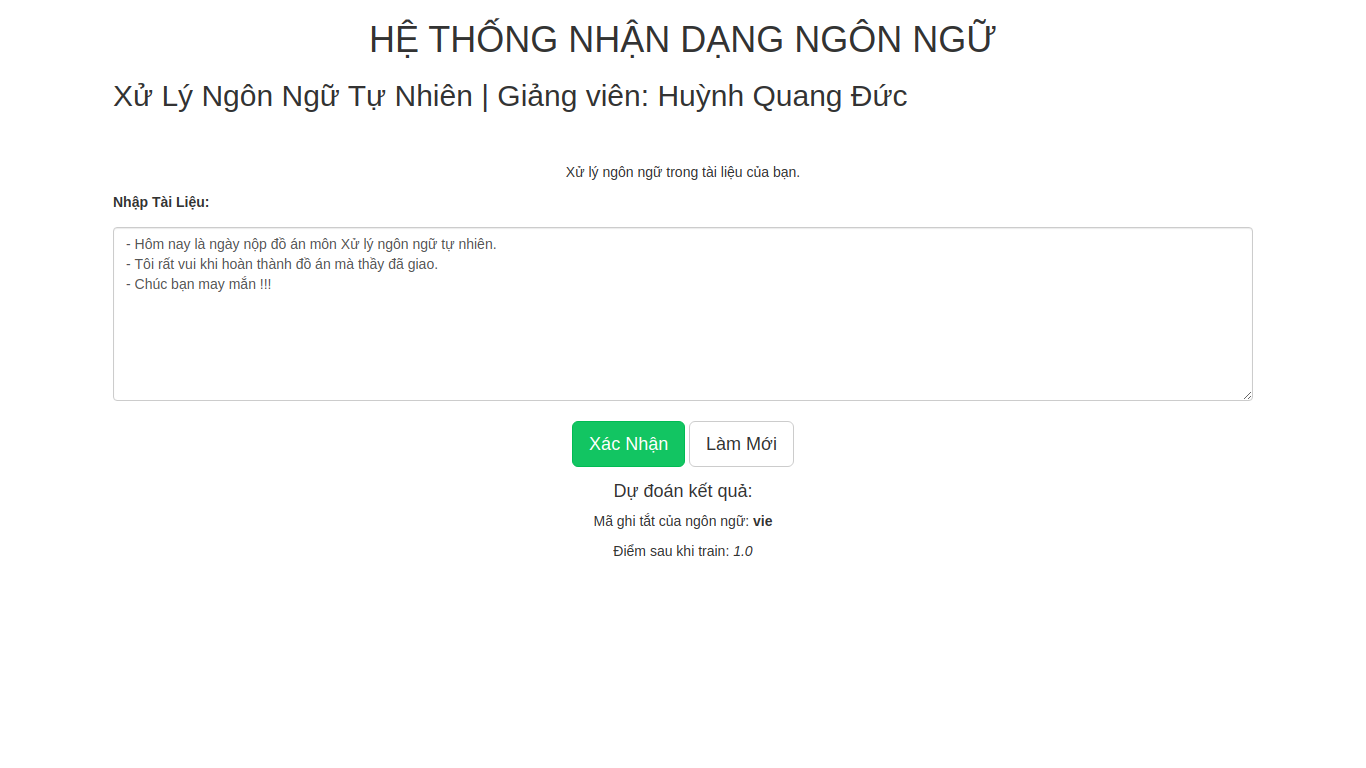 HỆ THỐNG NHẬN DẠNG NGÔN NGỮ
Xử Lý Ngôn Ngữ Tự Nhiên | Giảng viên: Huỳnh Quang Đức
Xử lý ngôn ngữ trong tài liệu của bạn.
Nhập Tài Liệu:
- Hôm nay là ngày nộp đồ án môn Xử lý ngôn ngữ tự nhiên.
- Tôi rất vui khi hoàn thành đồ án mà thầy đã giao.
- Chúc bạn may mắn !!!
Xác Nhận Làm Mới
Dự đoán kết quả:
Mã ghi tắt của ngôn ngữ: vie
Điểm sau khi train: 1.0